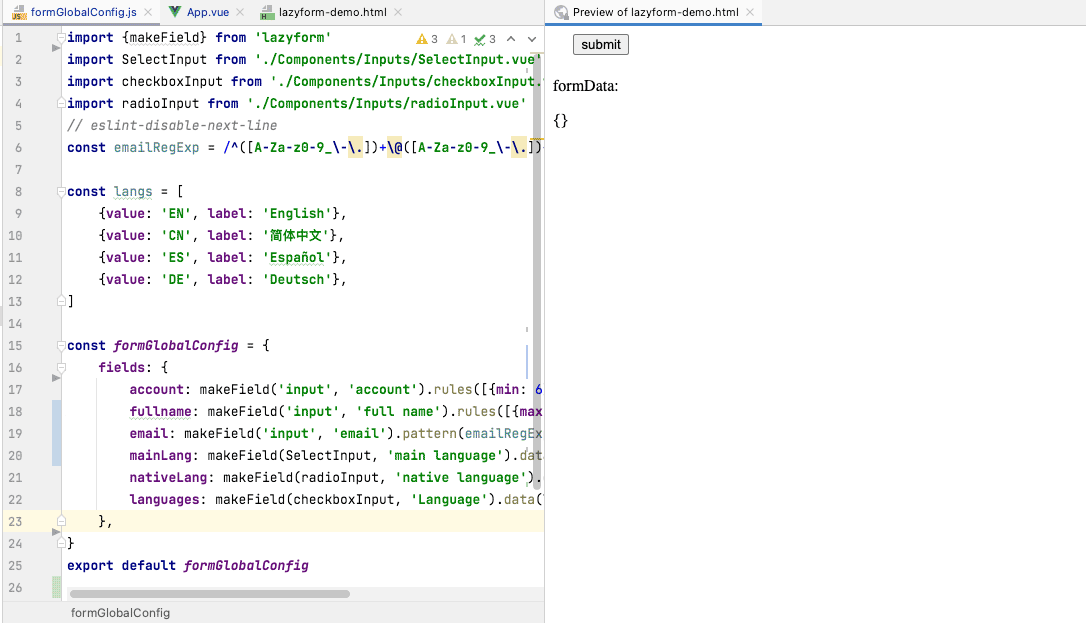 formGlobalConfig.js
App.vue
lazyform-demo.html
Preview of lazyform-demo.html
1 import {makeField} from 'lazyform'
3 1 3
2 import SelectInput from './Components/Inputs/SelectInput.vue'
3 import checkboxInput from './Components/Inputs/checkboxInput.
4 import radioInput from './Components/Inputs/radioInput.vue'
5 // eslint-disable-next-line
6 const emailRegExp = /^([A-Za-z0-9_\-\.])+\@([A-Za-z0-9_\-\.])
7
8 const langs = [
9 {value: 'EN', label: 'English'},
10 {value: 'CN', label: '简体中文'},
11 {value: 'ES', label: 'Español'},
12 {value: 'DE', label: 'Deutsch'},
13 ]
14
15 const formGlobalConfig = {
16 fields: {
17 account: makeField('input', 'account').rules([{min: 6
18 fullname: makeField('input', 'full name').rules([{max
19 email: makeField('input', 'email').pattern(emailRegEx
20 mainLang: makeField(SelectInput, 'main language').dat
21 nativeLang: makeField(radioInput, 'native language').
22 languages: makeField(checkboxInput, 'Language').data(
23 },
24 }
25 export default formGlobalConfig
26
formGlobalConfig
submit
formData:
{}